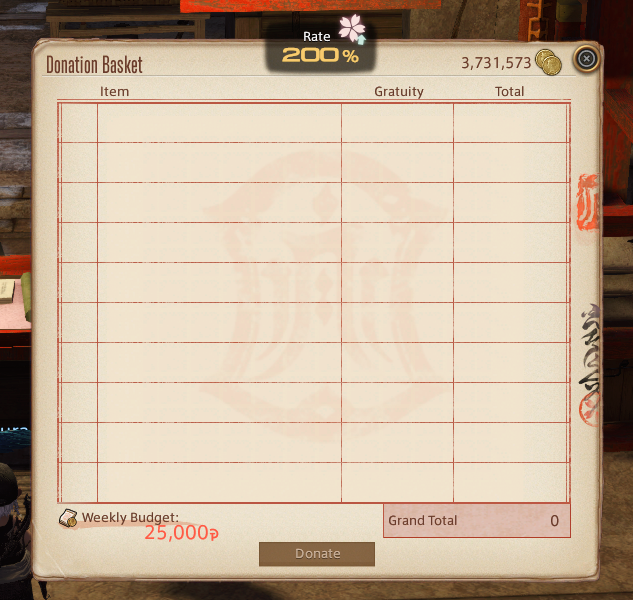 Rate
200%
Donation Basket
3,731,573
Item Gratuity Total
Weekly Budget:
25,000
Grand Total 0
Donate